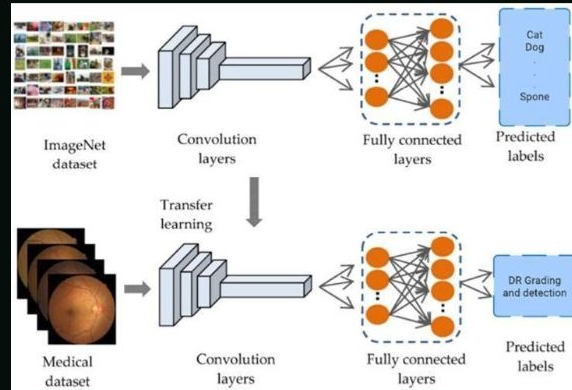 Cat
Dog
.
.
.
Spone
ImageNet
dataset
Convolution
layers
Fully connected
layers
Predicted
labels
Transfer
learning
DR Grading
and detection
Medical
dataset
Convolution
layers
Fully connected
layers
Predicted
labels